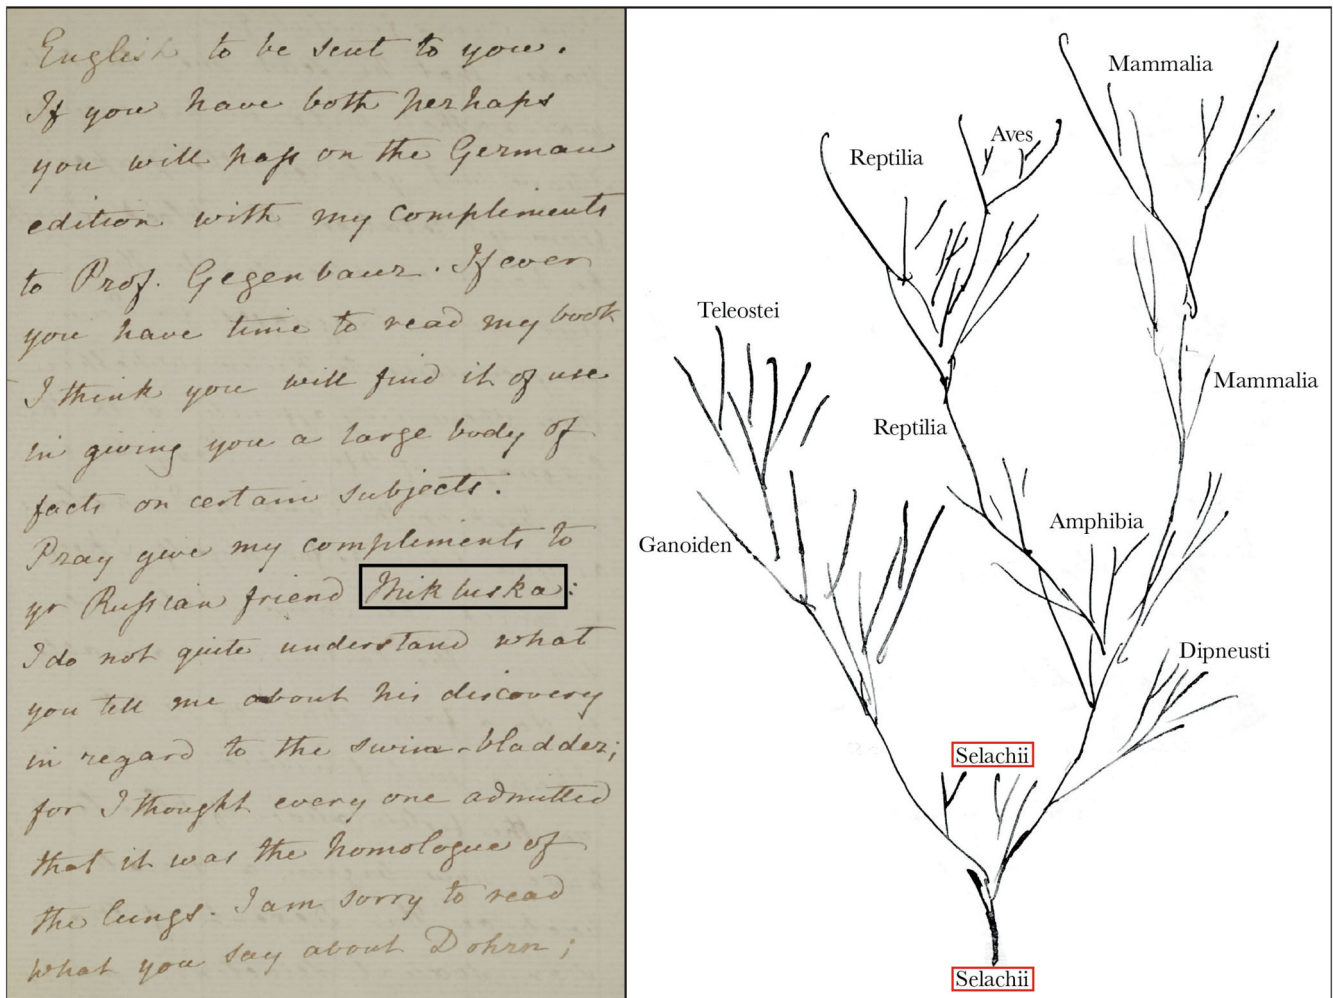 English to be sent to you.
If you have both perhaps
you will pass on the German
edition with my compliments
to Prof. Gegenbaur. If ever
you have time to read my book
I think you will find it of use
in giving you a large body of
facts on certain subjects.
Pray give my compliments to
yr Russian friend Mikluska:
I do not quite understand what
you tell me about his discovery
in regard to the swim-bladder;
for I thought every one admitted
that it was the homologue of
the lungs. I am sorry to read
what you say about Dohrn;
Mammalia
Aves
Reptilia
Teleostei
Mammalia
Reptilia
Amphibia
Ganoiden
Dipneusti
Selachii
Selachii